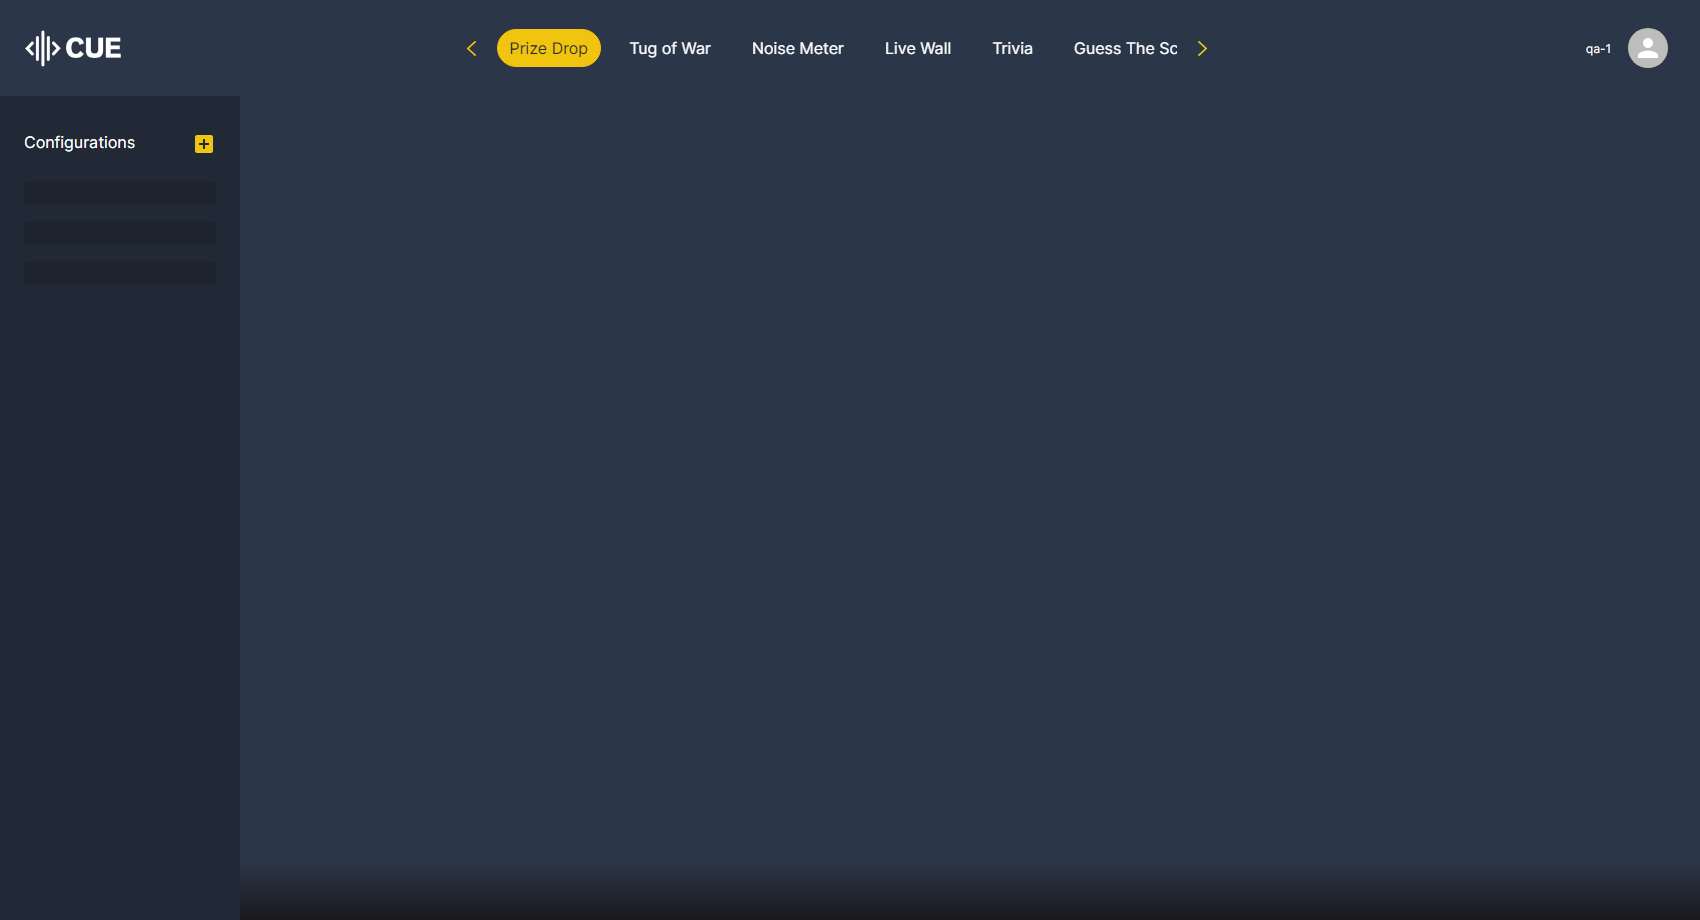 CUE
Prize Drop
Tug of War
Noise Meter
Live Wall
Trivia
Guess The Sc
qa-1
Configurations